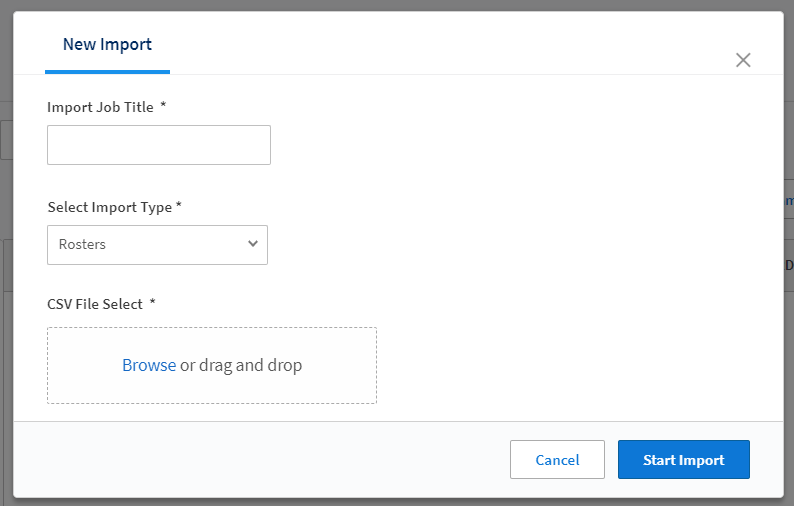 New Import
Import Job Title *
Select Import Type *
Rosters
CSV File Select *
Browse or drag and drop
Cancel
Start Import
m
D